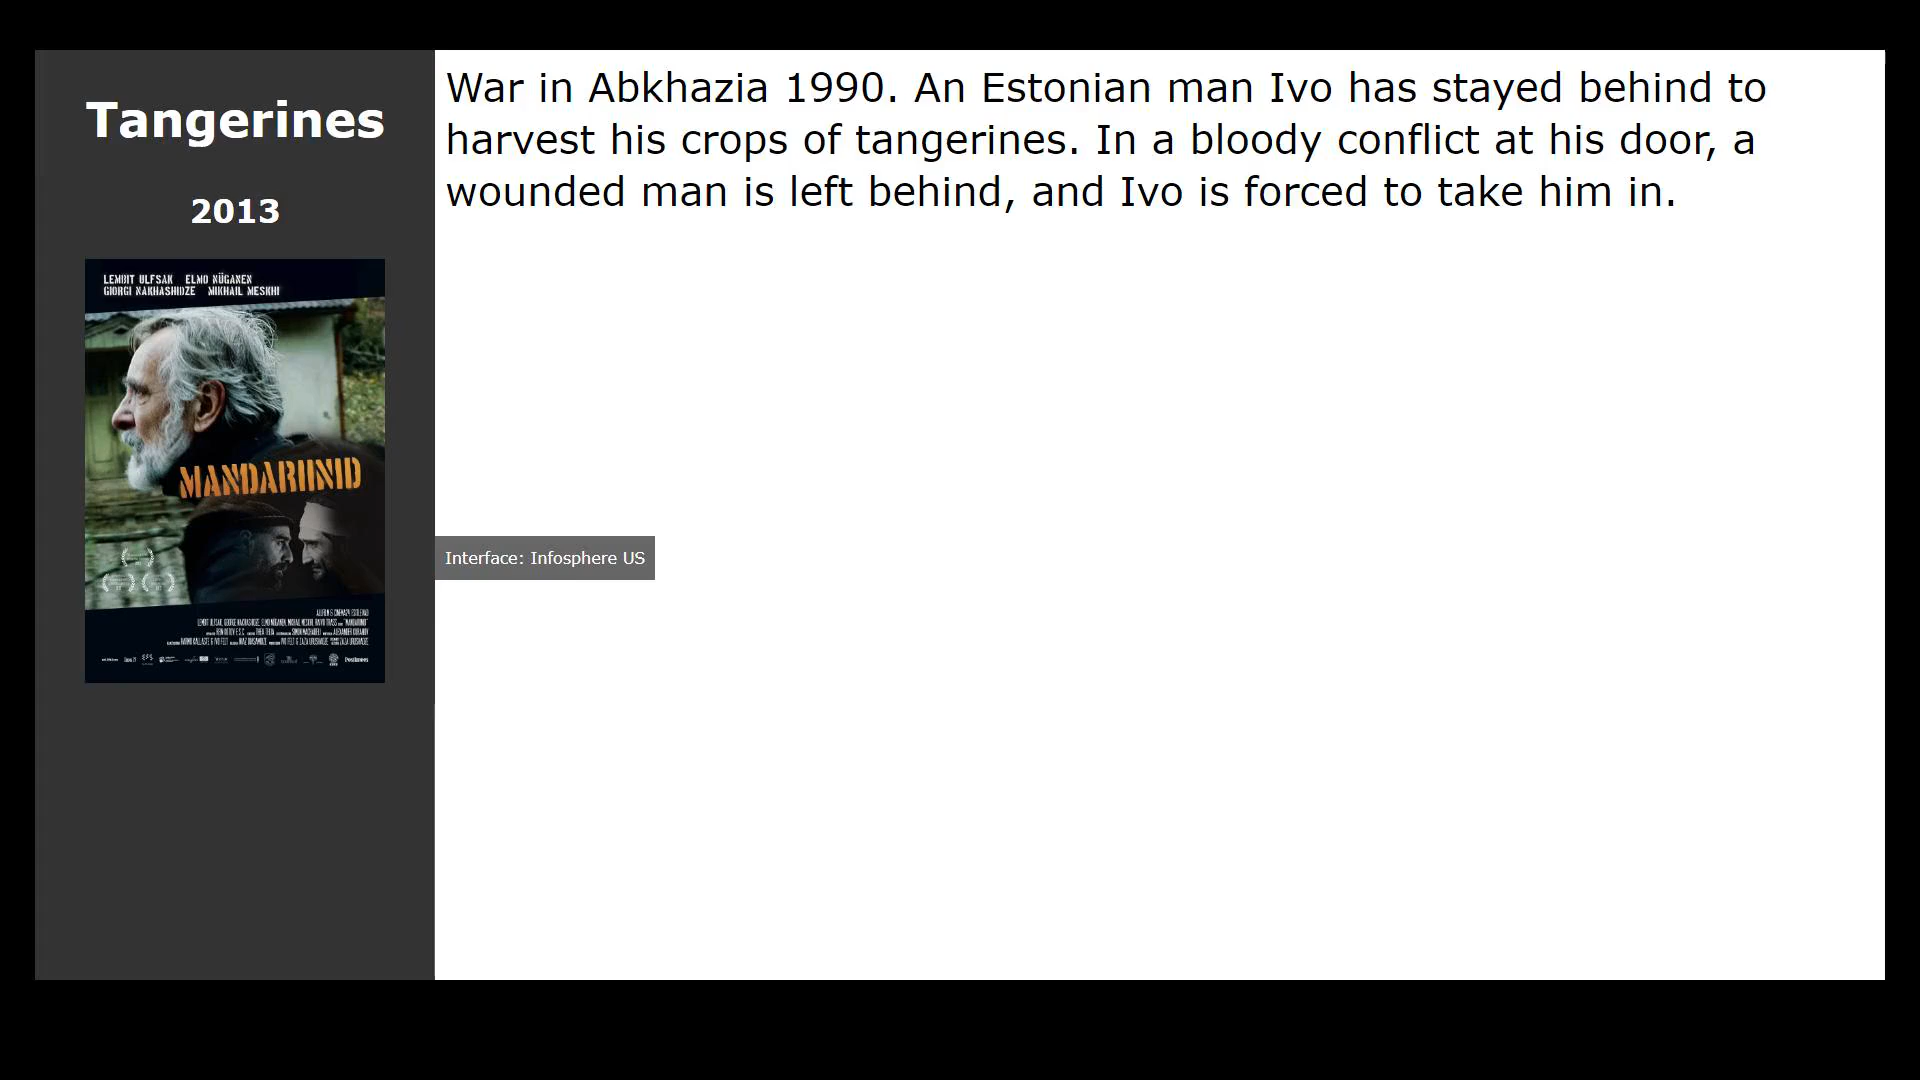 Tangerines
2013
LEMBIT ULFSAK ELMO NÜGANEN
GIORGI NAKHASHIDZE MIKHAIL MESKHI
MANDARIINID
War in Abkhazia 1990. An Estonian man Ivo has stayed behind to
harvest his crops of tangerines. In a bloody conflict at his door, a
wounded man is left behind, and Ivo is forced to take him in.
Interface: Infosphere US